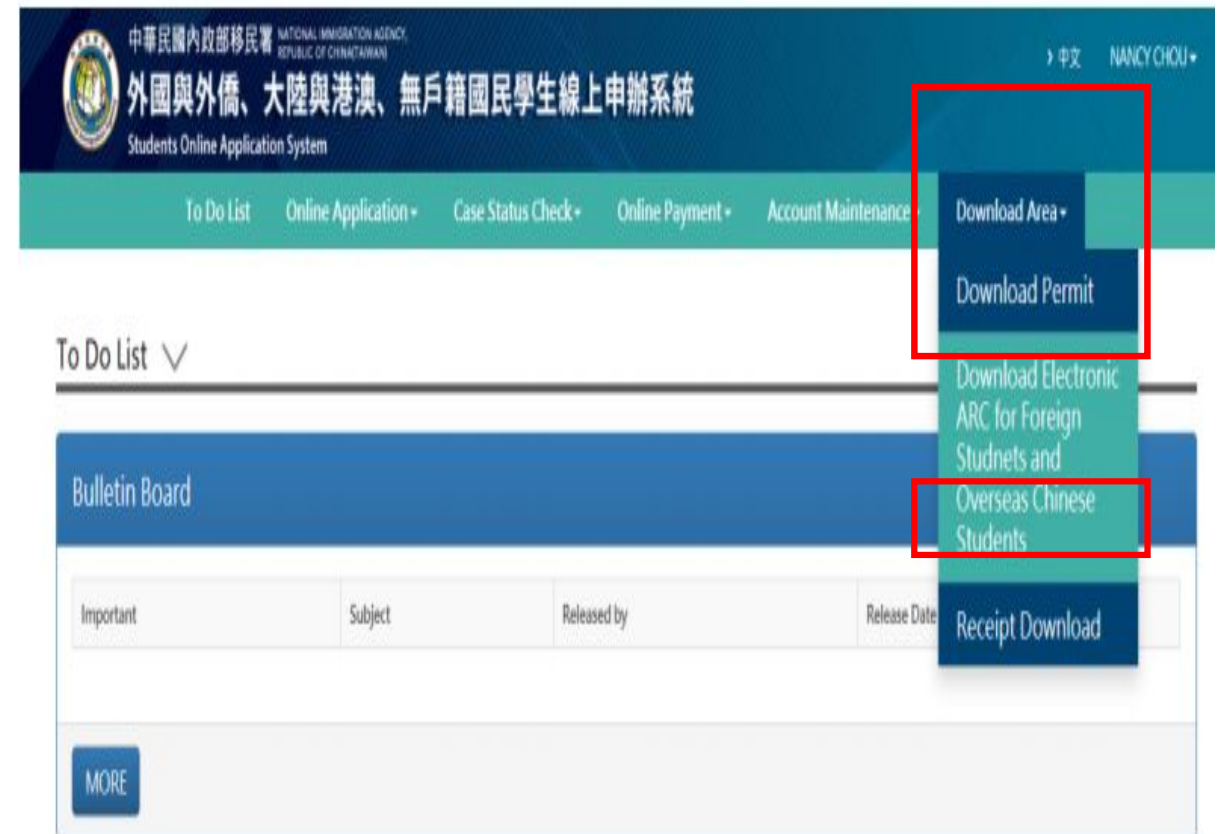 中華民國內政部移民署 NATIONAL IMMIGRATION AGENCY,
REPUBLIC OF CHINA(TAIWAN)
外國與外僑、大陸與港澳、無戶籍國民學生線上申辦系統
Students Online Application System
中文 NANCY CHOU
To Do List Online Application Case Status Check Online Payment Account Maintenance Download Area
Download Permit
Download Electronic
ARC for Foreign
Studnets and
Overseas Chinese
Students
Receipt Download
To Do List
Bulletin Board
Important Subject Released by Release Date
MORE